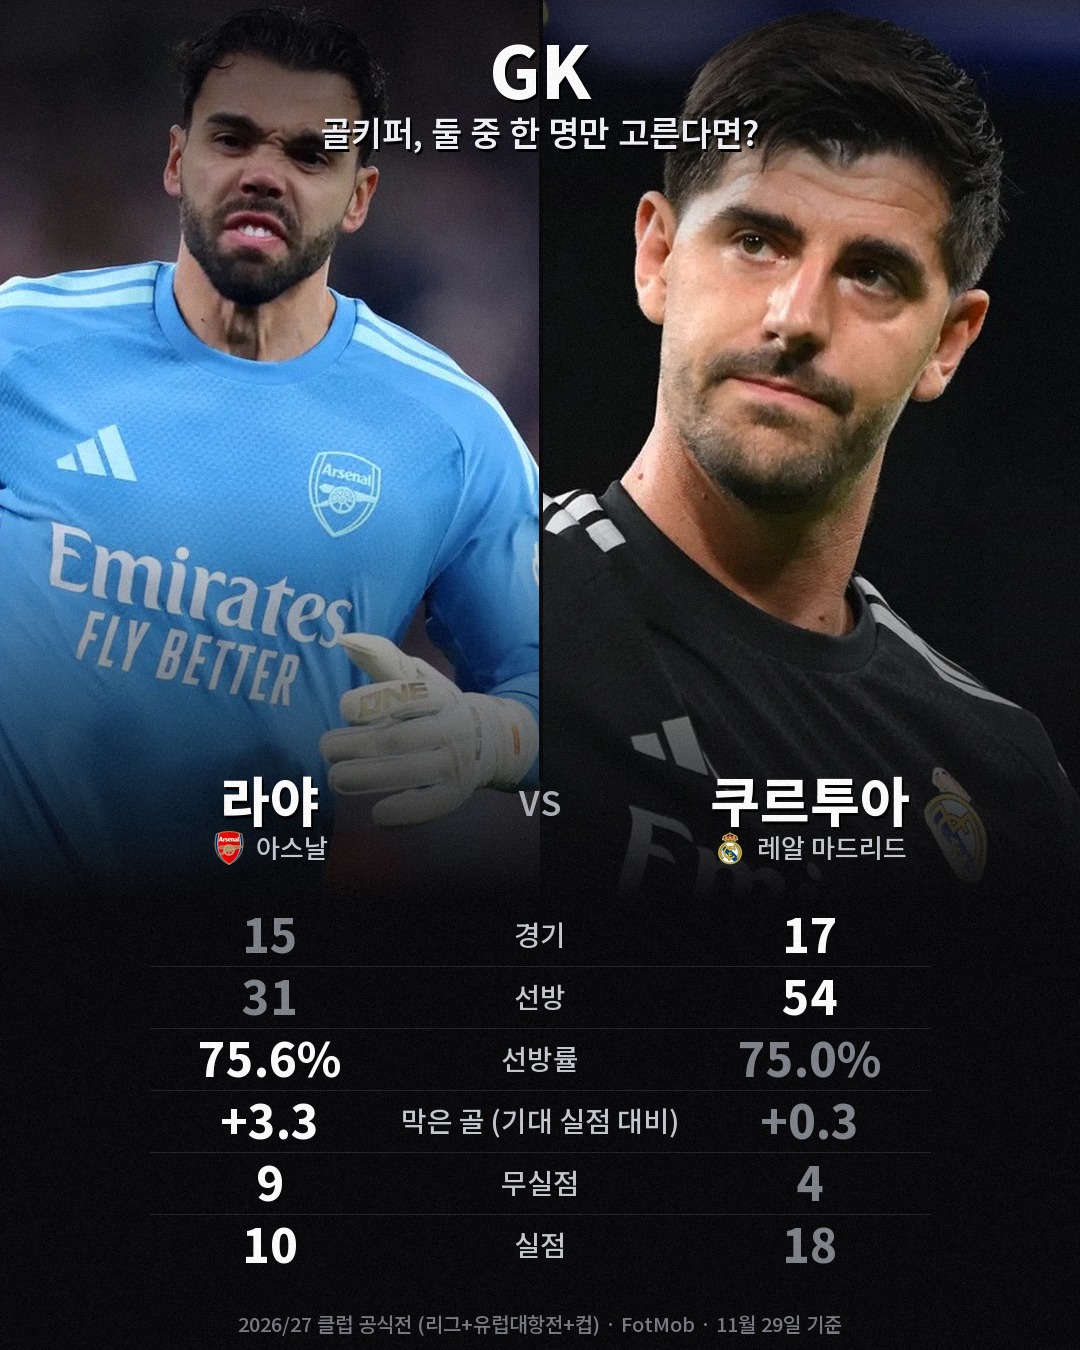 GK
골키퍼, 둘 중 한 명만 고른다면?
Arsenal
Emirates
FLY BETTER
ONE
라야
VS
쿠르투아
아스날
레알 마드리드
15 경기 17
31 선방 54
75.6% 선방률 75.0%
+3.3 막은 골 (기대 실점 대비) +0.3
9 무실점 4
10 실점 18
2026/27 클럽 공식전 (리그+유럽대항전+컵) · FotMob · 11월 29일 기준